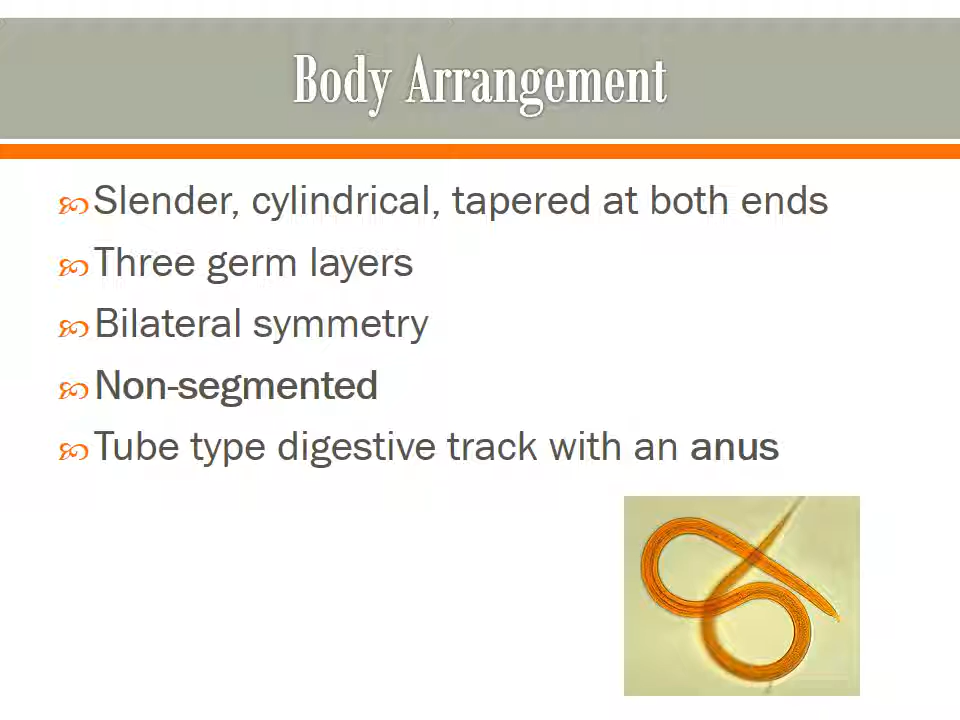 Body Arrangement
Slender, cylindrical, tapered at both ends
Three germ layers
Bilateral symmetry
Non-segmented
Tube type digestive track with an anus